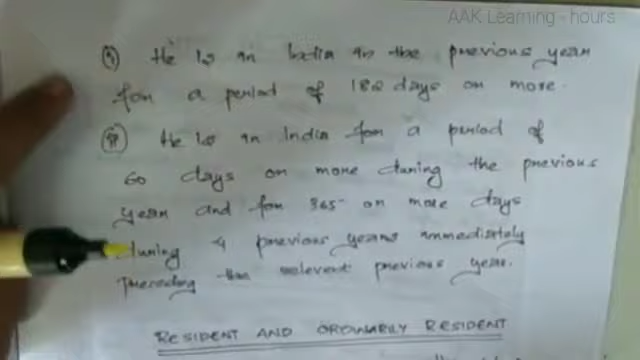 AAK Learning - hours
(i) He is in India in the previous year
for a period of 182 days or more.
(ii) He is in India for a period of
60 days or more during the previous
year and for 365 or more days
during 4 previous years immediately
preceding the relevent previous year.
RESIDENT AND ORDINARILY RESIDENT